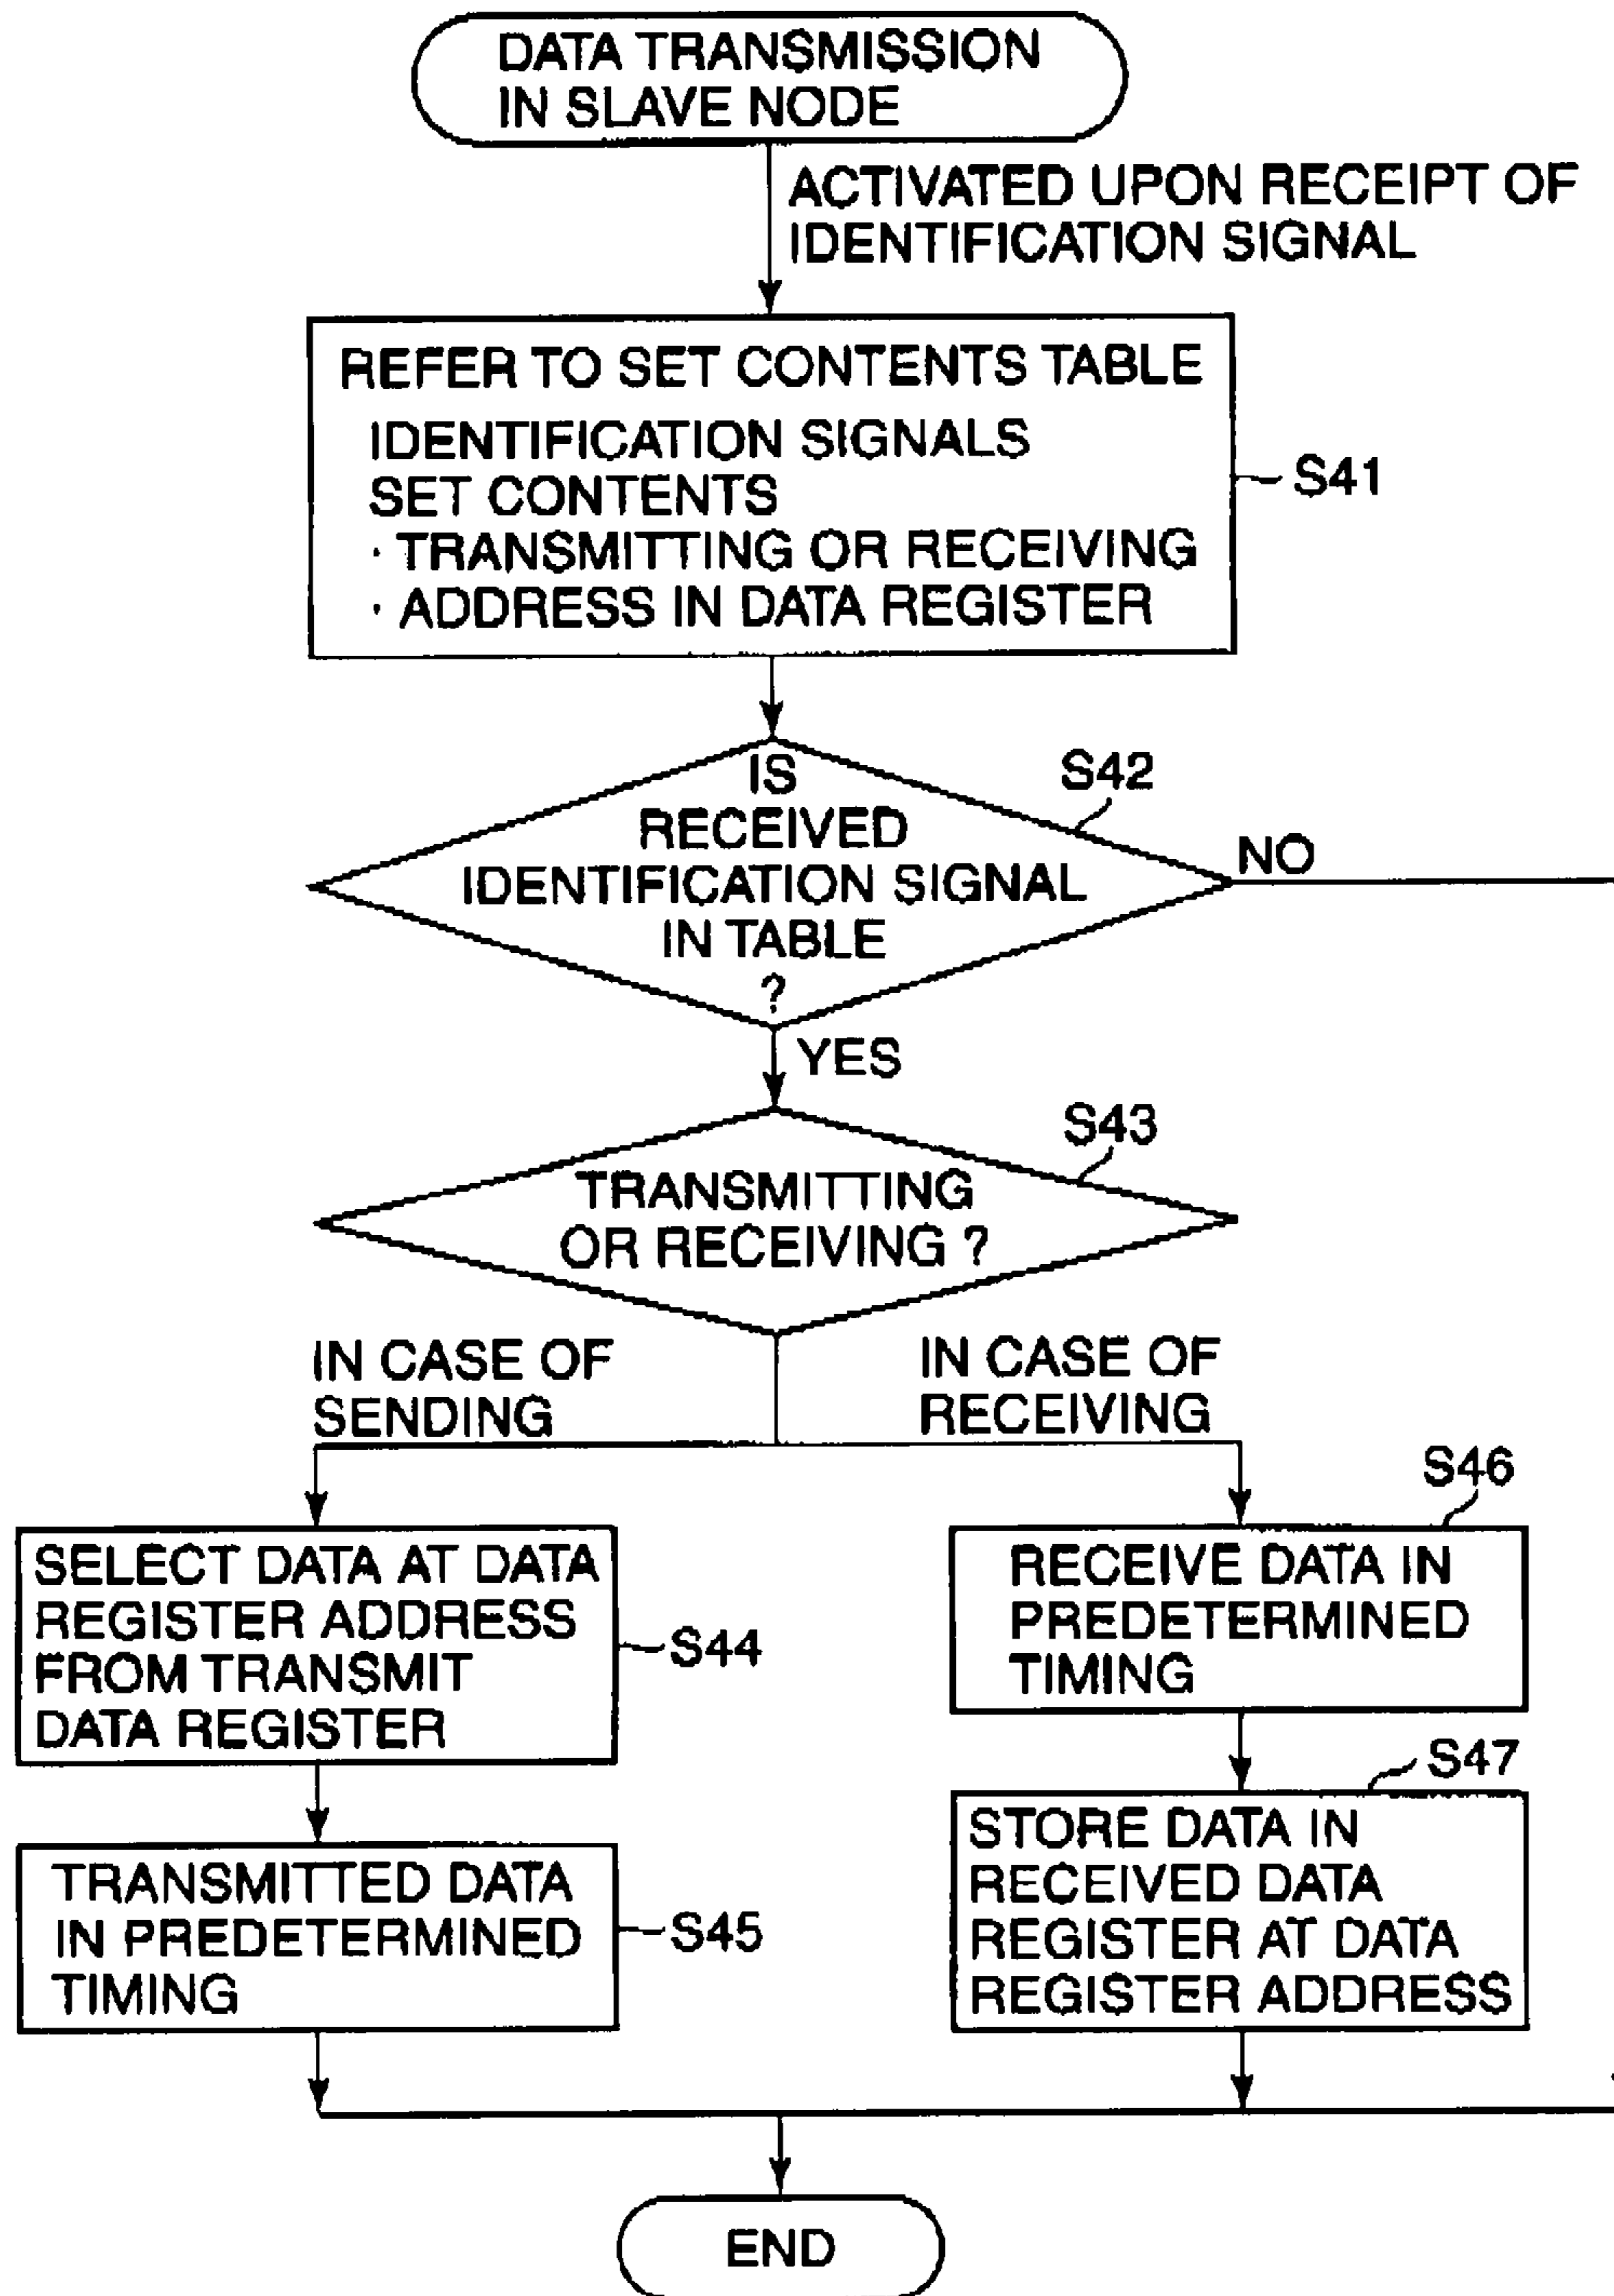 DATA TRANSMISSION
IN SLAVE NODE
ACTIVATED UPON RECEIPT OF
IDENTIFICATION SIGNAL
REFER TO SET CONTENTS TABLE
IDENTIFICATION SIGNALS
SET CONTENTS
· TRANSMITTING OR RECEIVING
· ADDRESS IN DATA REGISTER
S41
IS
RECEIVED
IDENTIFICATION SIGNAL
IN TABLE
?
S42
NO
YES
S43
TRANSMITTING
OR RECEIVING ?
IN CASE OF
SENDING
IN CASE OF
RECEIVING
SELECT DATA AT DATA
REGISTER ADDRESS
FROM TRANSMIT
DATA REGISTER
S44
TRANSMITTED DATA
IN PREDETERMINED
TIMING
S45
S46
RECEIVE DATA IN
PREDETERMINED
TIMING
S47
STORE DATA IN
RECEIVED DATA
REGISTER AT DATA
REGISTER ADDRESS
END